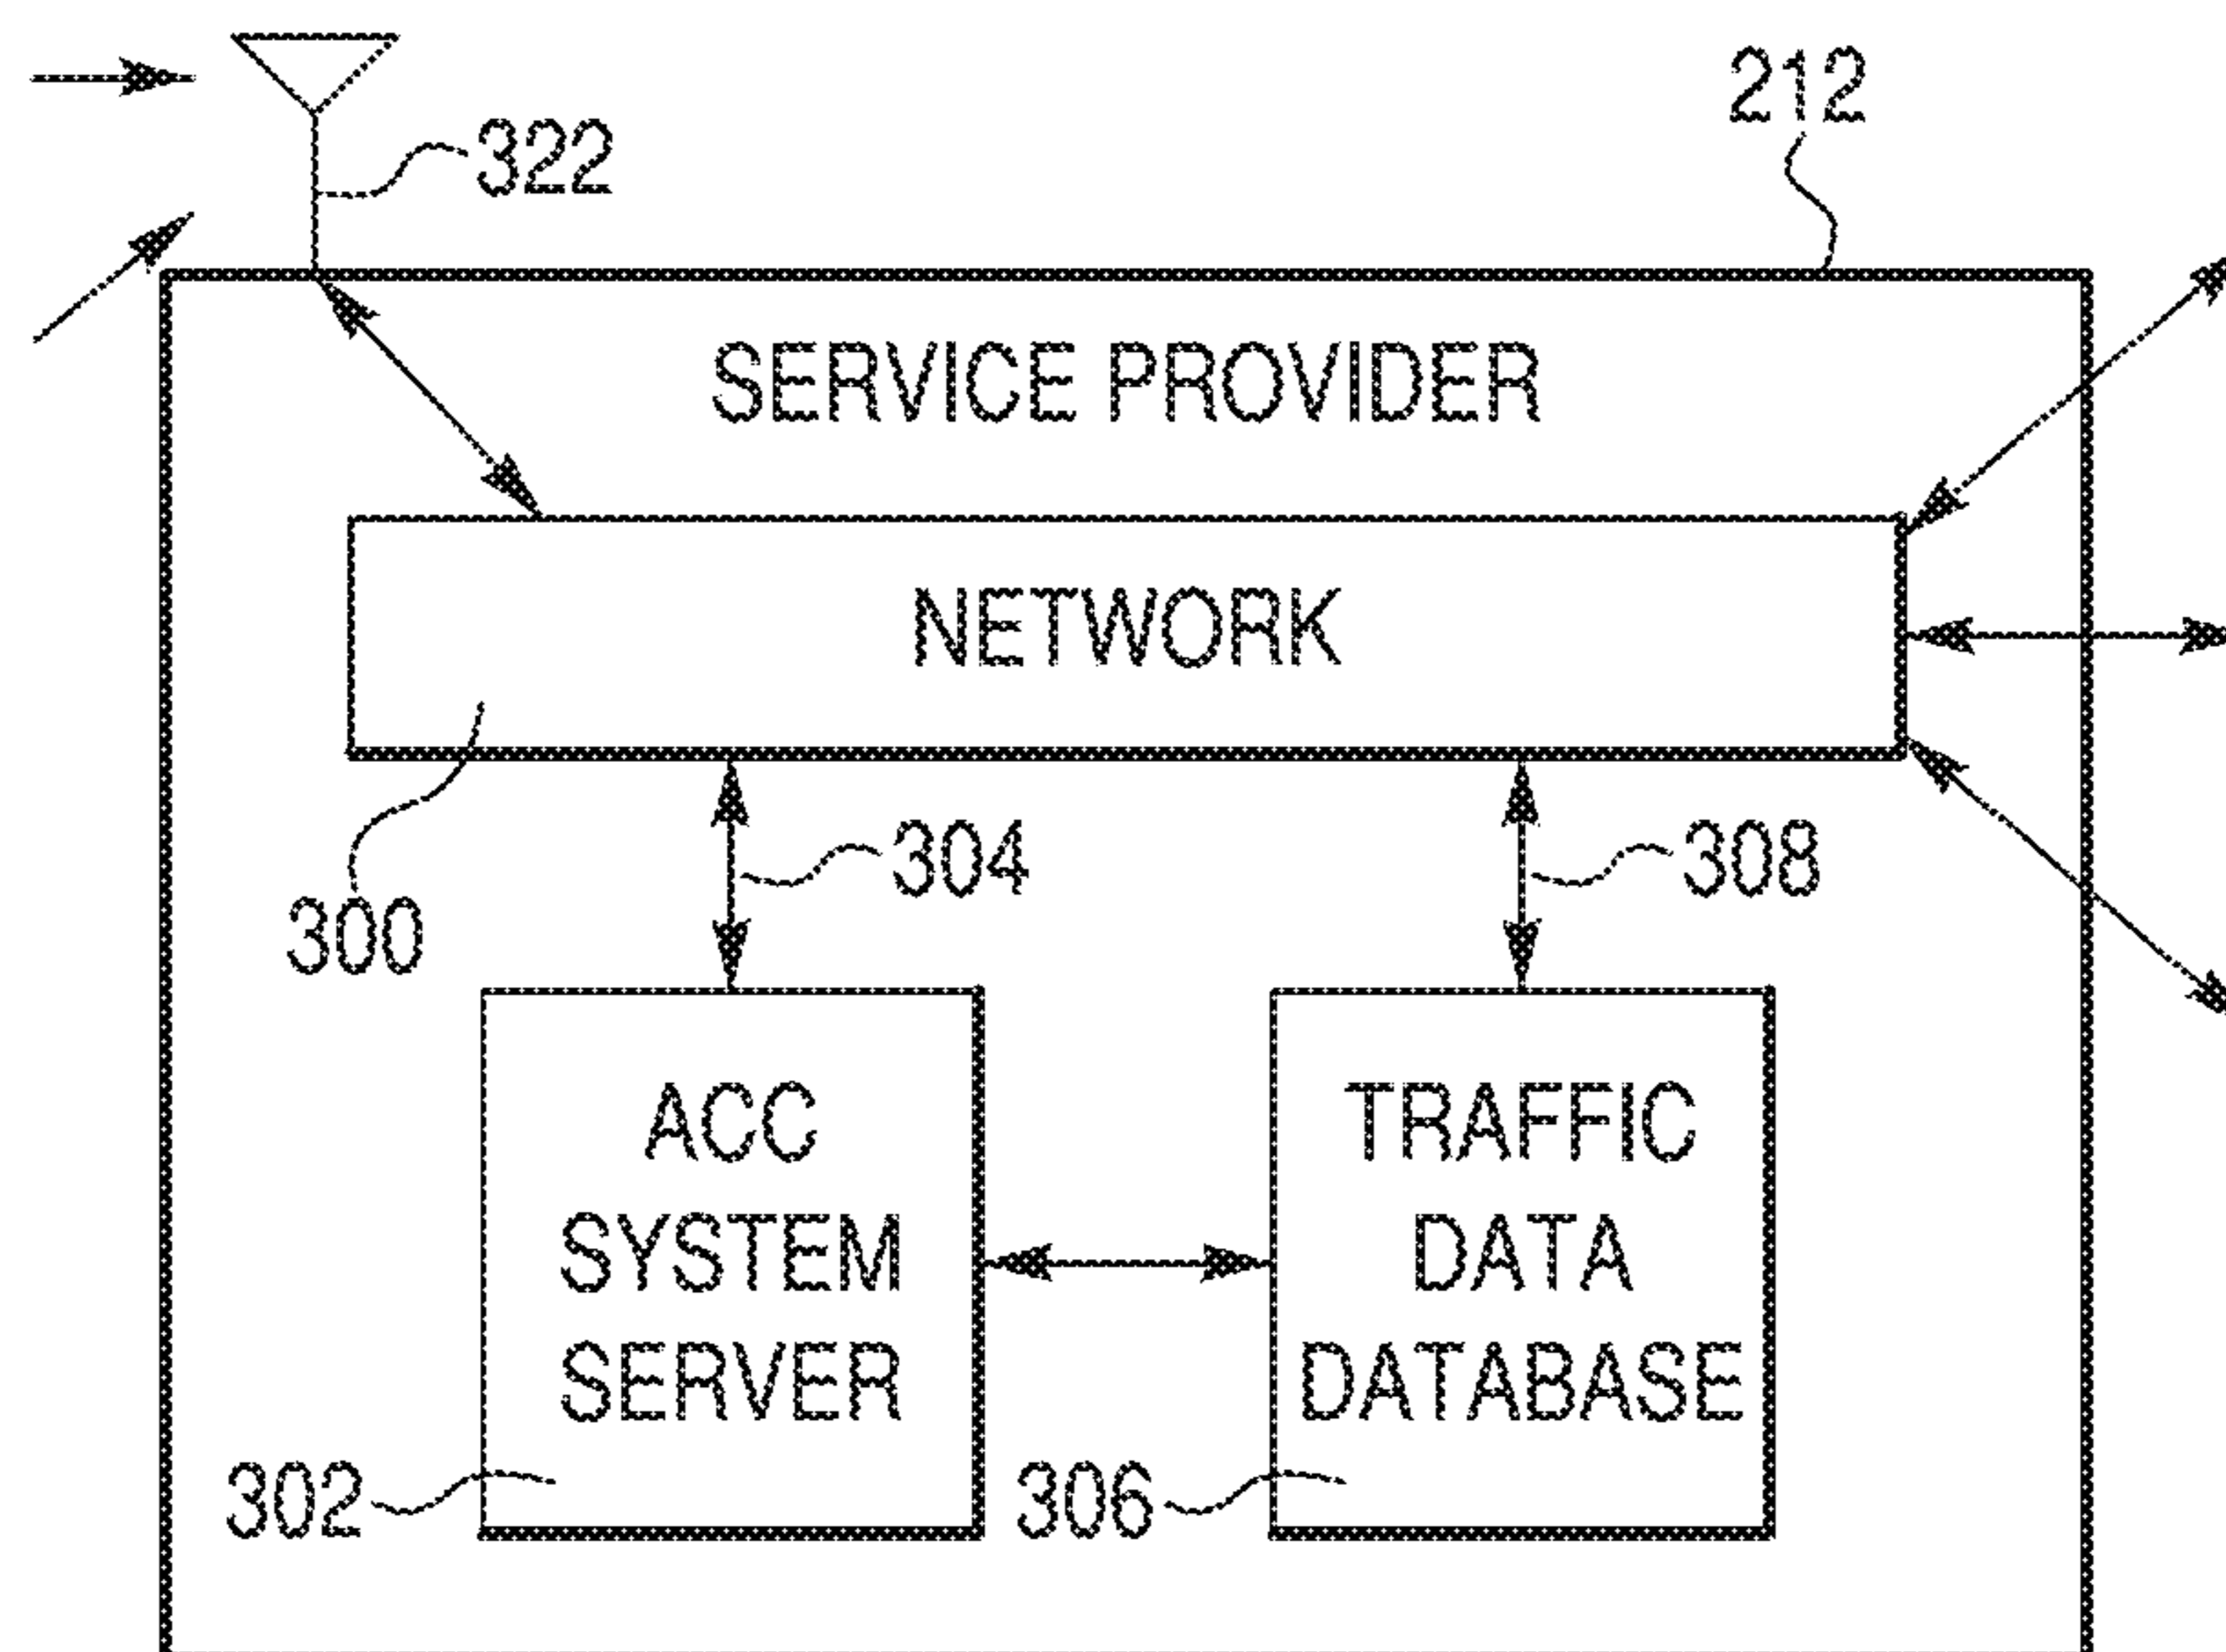 212
322
SERVICE PROVIDER
NETWORK
304
308
300
ACC
SYSTEM
SERVER
TRAFFIC
DATA
DATABASE
302
306